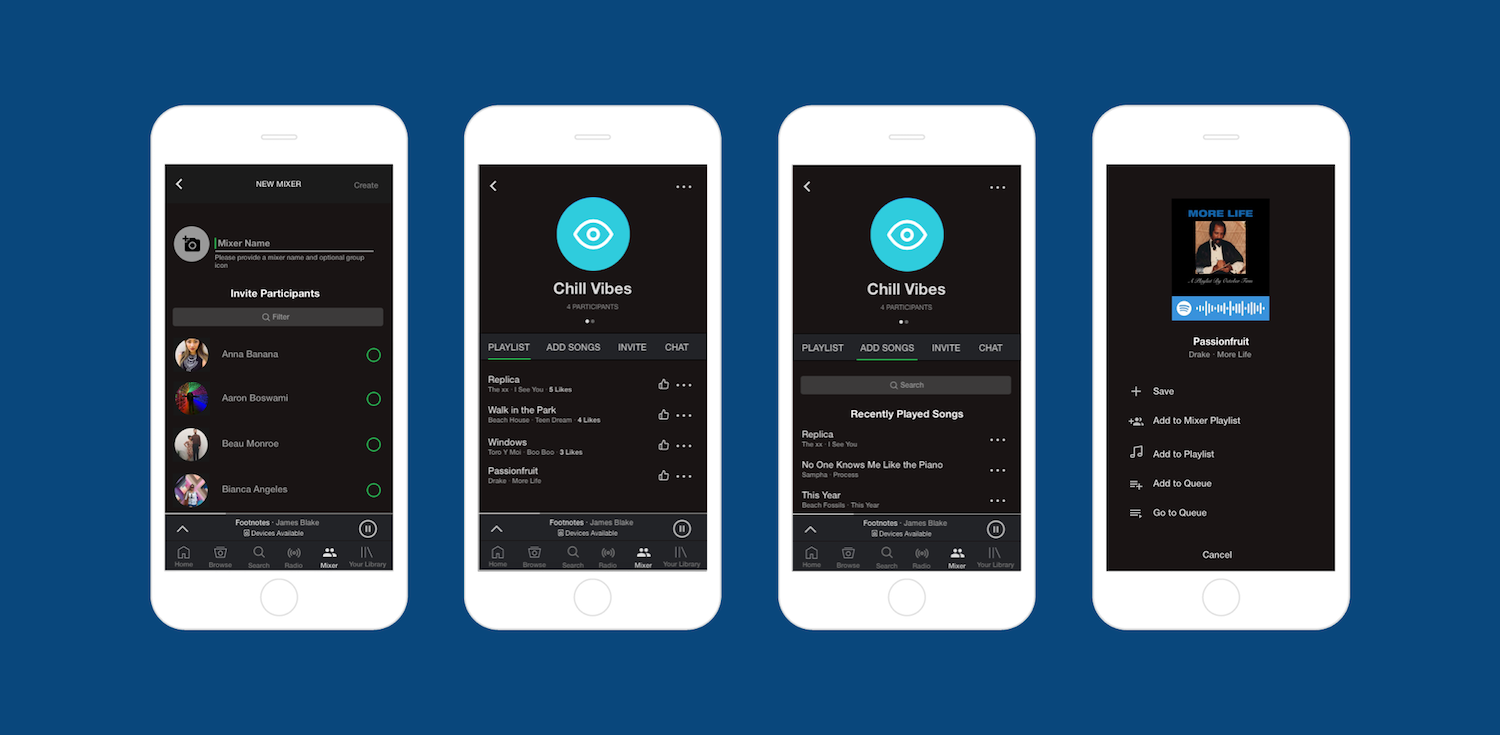 NEW MIXER
Create
Mixer Name
Please provide a mixer name and optional group
icon
Invite Participants
Filter
Anna Banana
Aaron Boswami
Beau Monroe
Bianca Angeles
Footnotes · James Blake
Devices Available
Home Browse Search Radio Mixer Your Library
Chill Vibes
4 PARTICIPANTS
PLAYLIST ADD SONGS INVITE CHAT
Replica
The xx · I See You · 5 Likes
Walk in the Park
Beach House · Teen Dream · 4 Likes
Windows
Toro Y Moi · Boo Boo · 3 Likes
Passionfruit
Drake · More Life
Footnotes · James Blake
Devices Available
Home Browse Search Radio Mixer Your Library
Chill Vibes
4 PARTICIPANTS
PLAYLIST ADD SONGS INVITE CHAT
Search
Recently Played Songs
Replica
The xx · I See You
No One Knows Me Like the Piano
Sampha · Process
This Year
Beach Fossils · This Year
Footnotes · James Blake
Devices Available
Home Browse Search Radio Mixer Your Library
MORE LIFE
A Playlist By October Firm
Passionfruit
Drake · More Life
Save
Add to Mixer Playlist
Add to Playlist
Add to Queue
Go to Queue
Cancel